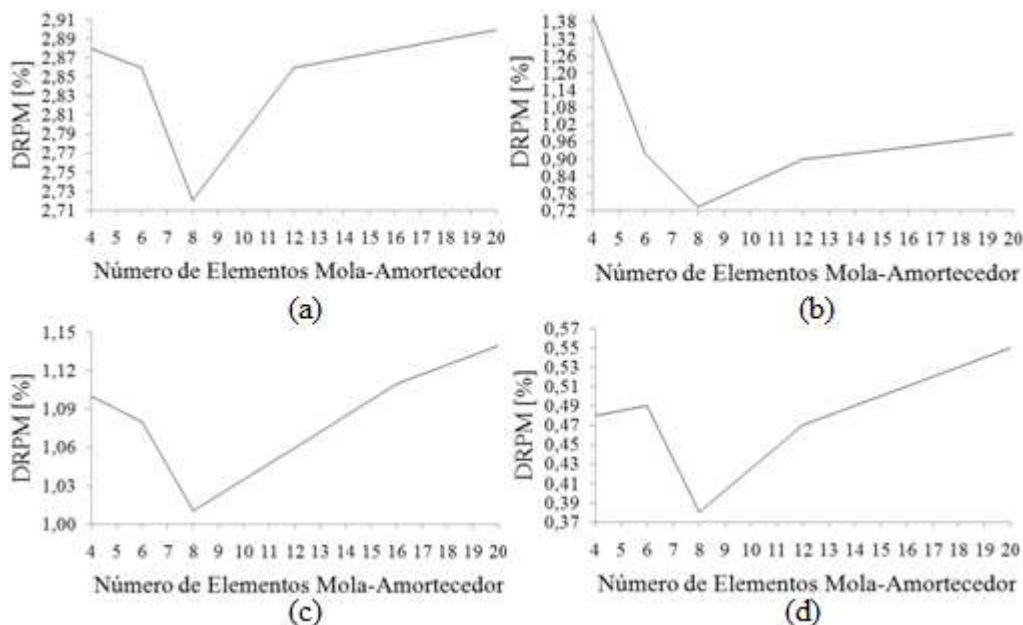 2,91
2,89
2,87
2,85
2,83
2,81
2,79
2,77
2,75
2,73
2,71
DRPM [%]
4 5 6 7 8 9 10 11 12 13 14 15 16 17 18 19 20
Número de Elementos Mola-Amortecedor
(a)
1,38
1,32
1,26
1,20
1,14
1,08
1,02
0,96
0,90
0,84
0,78
0,72
DRPM [%]
4 5 6 7 8 9 10 11 12 13 14 15 16 17 18 19 20
Número de Elementos Mola-Amortecedor
(b)
1,15
1,12
1,09
1,06
1,03
1,00
DRPM [%]
4 5 6 7 8 9 10 11 12 13 14 15 16 17 18 19 20
Número de Elementos Mola-Amortecedor
(c)
0,57
0,55
0,53
0,51
0,49
0,47
0,45
0,43
0,41
0,39
0,37
DRPM [%]
4 5 6 7 8 9 10 11 12 13 14 15 16 17 18 19 20
Número de Elementos Mola-Amortecedor
(d)